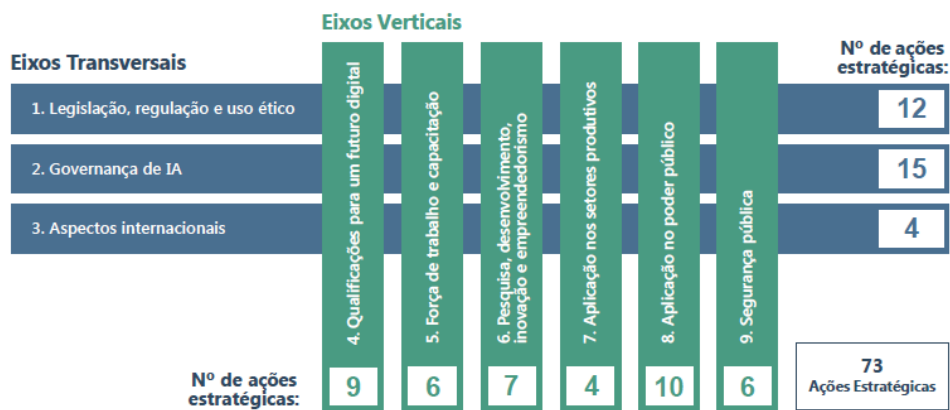 Eixos Verticais
Eixos Transversais
Nº de ações
estratégicas:
1. Legislação, regulação e uso ético
12
2. Governança de IA
15
3. Aspectos internacionais
4
4. Qualificações para um futuro digital
5. Força de trabalho e capacitação
6. Pesquisa, desenvolvimento,
inovação e empreendedorismo
7. Aplicação nos setores produtivos
8. Aplicação no poder público
9. Segurança pública
Nº de ações
estratégicas:
9
6
7
4
10
6
73
Ações Estratégicas